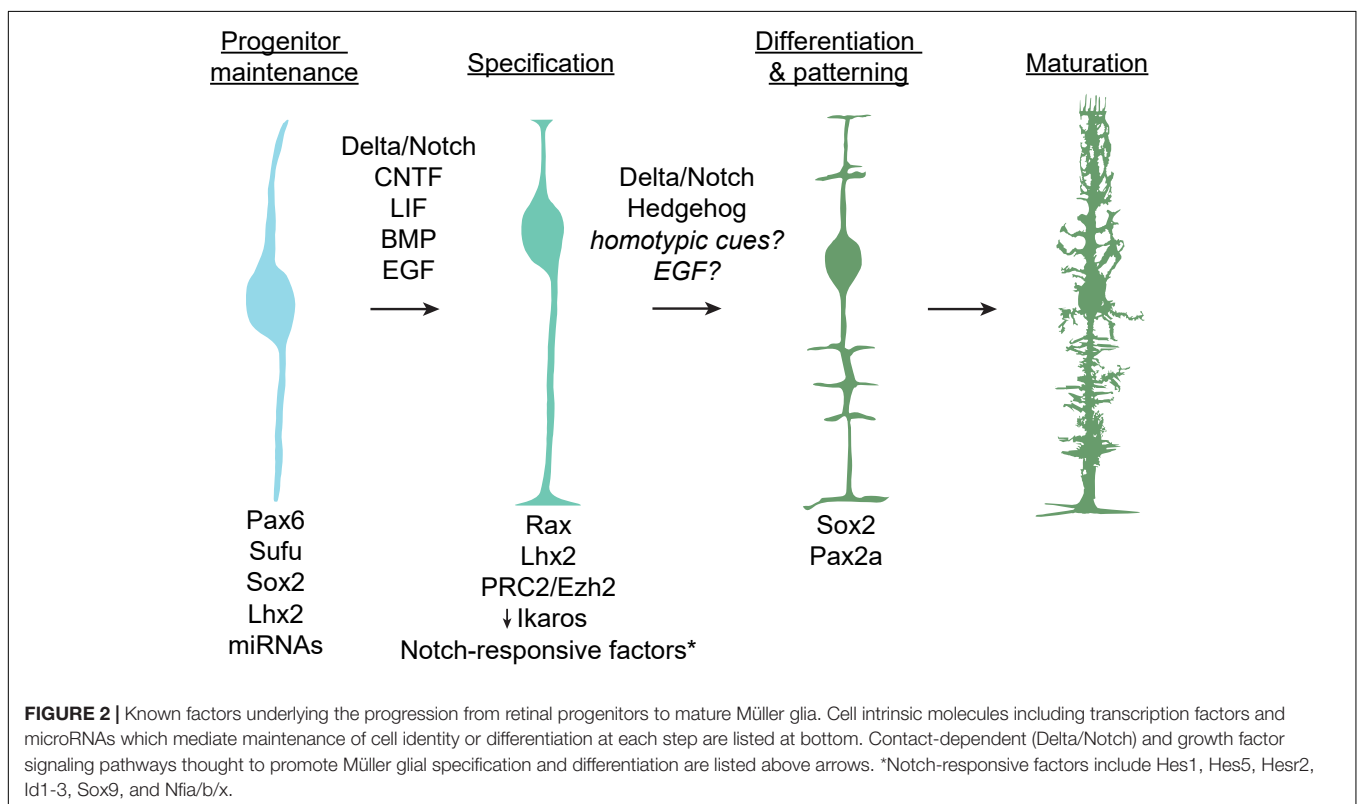 Progenitor
maintenance
Specification
Differentiation
& patterning
Maturation
Delta/Notch
CNTF
LIF
BMP
EGF
Delta/Notch
Hedgehog
homotypic cues?
EGF?
Pax6
Sufu
Sox2
Lhx2
miRNAs
Rax
Lhx2
PRC2/Ezh2
↓Ikaros
Notch-responsive factors*
Sox2
Pax2a
FIGURE 2 | Known factors underlying the progression from retinal progenitors to mature Müller glia. Cell intrinsic molecules including transcription factors and
microRNAs which mediate maintenance of cell identity or differentiation at each step are listed at bottom. Contact-dependent (Delta/Notch) and growth factor
signaling pathways thought to promote Müller glial specification and differentiation are listed above arrows. *Notch-responsive factors include Hes1, Hes5, Hesr2,
Id1-3, Sox9, and Nfia/b/x.